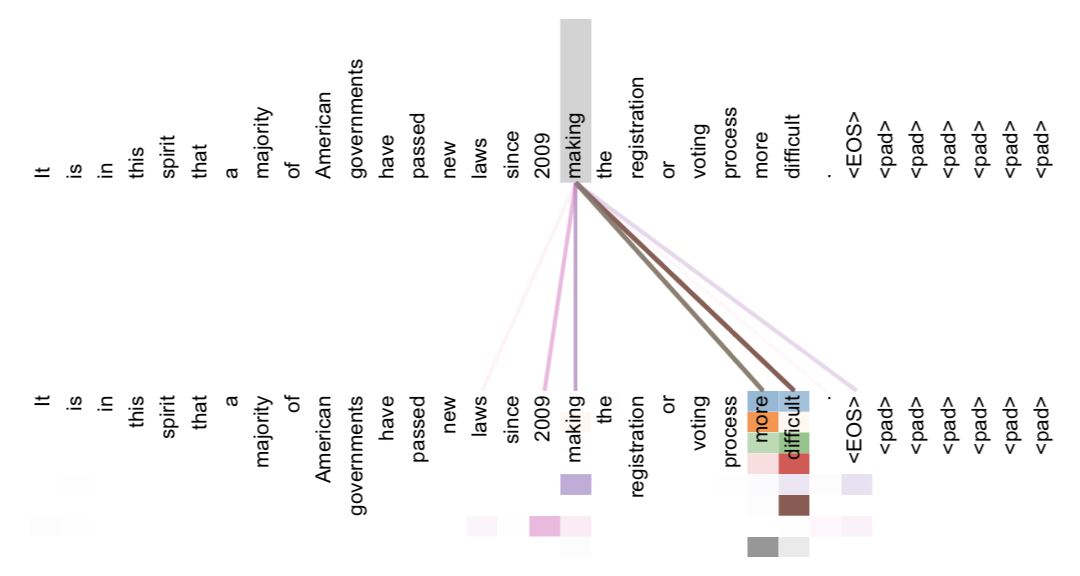 It is in this spirit that a majority of American governments have passed new laws since 2009 making the registration or voting process more difficult . <EOS> <pad> <pad> <pad> <pad> <pad> <pad>
It is in this spirit that a majority of American governments have passed new laws since 2009 making the registration or voting process more difficult . <EOS> <pad> <pad> <pad> <pad> <pad> <pad>